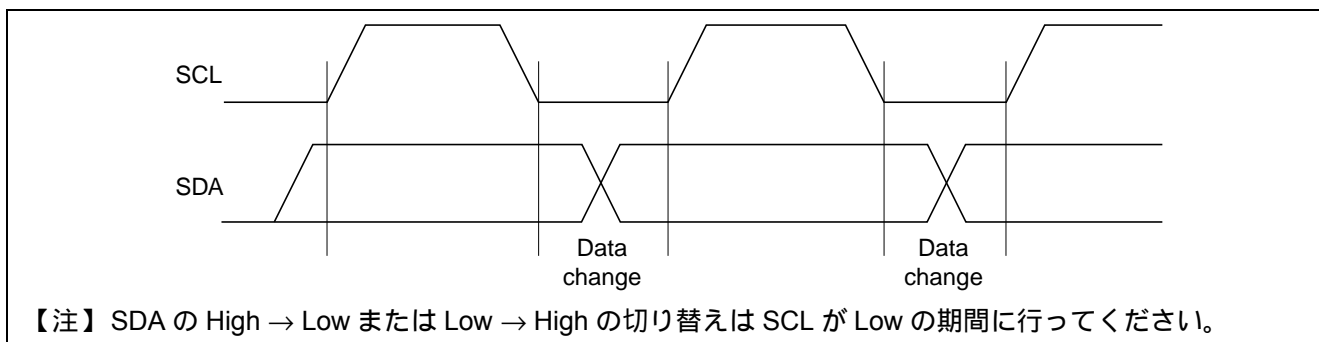 SCL
SDA
Data
change
Data
change
【注】 SDA の High → Low または Low → High の切り替えは SCL が Low の期間に行ってください。